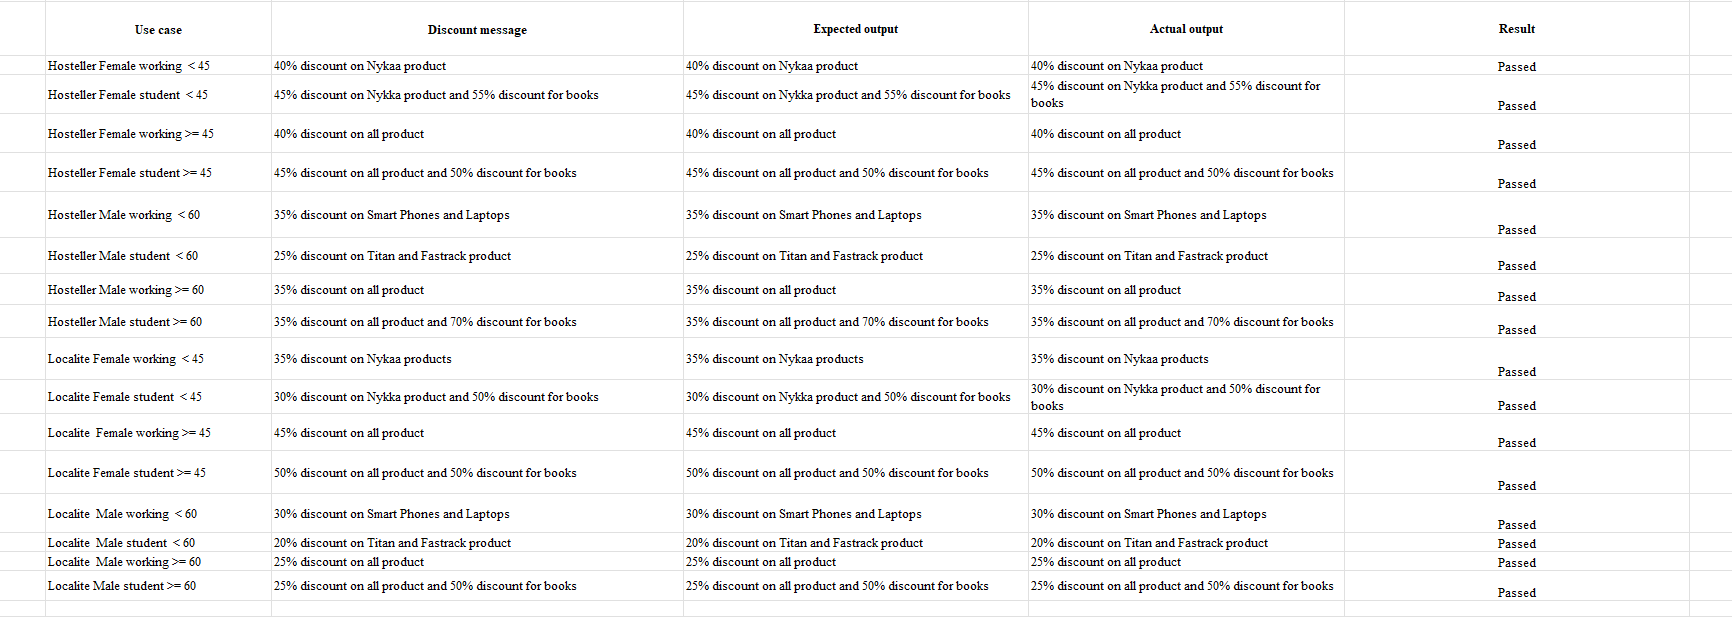 Use case Discount message Expected output Actual output Result
Hosteller Female working < 45 40% discount on Nykaa product 40% discount on Nykaa product 40% discount on Nykaa product Passed
Hosteller Female student < 45 45% discount on Nykka product and 55% discount for books 45% discount on Nykka product and 55% discount for books 45% discount on Nykka product and 55% discount for
books Passed
Hosteller Female working >= 45 40% discount on all product 40% discount on all product 40% discount on all product Passed
Hosteller Female student >= 45 45% discount on all product and 50% discount for books 45% discount on all product and 50% discount for books 45% discount on all product and 50% discount for books Passed
Hosteller Male working < 60 35% discount on Smart Phones and Laptops 35% discount on Smart Phones and Laptops 35% discount on Smart Phones and Laptops Passed
Hosteller Male student < 60 25% discount on Titan and Fastrack product 25% discount on Titan and Fastrack product 25% discount on Titan and Fastrack product Passed
Hosteller Male working >= 60 35% discount on all product 35% discount on all product 35% discount on all product Passed
Hosteller Male student >= 60 35% discount on all product and 70% discount for books 35% discount on all product and 70% discount for books 35% discount on all product and 70% discount for books Passed
Localite Female working < 45 35% discount on Nykaa products 35% discount on Nykaa products 35% discount on Nykaa products Passed
Localite Female student < 45 30% discount on Nykka product and 50% discount for books 30% discount on Nykka product and 50% discount for books 30% discount on Nykka product and 50% discount for
books Passed
Localite Female working >= 45 45% discount on all product 45% discount on all product 45% discount on all product Passed
Localite Female student >= 45 50% discount on all product and 50% discount for books 50% discount on all product and 50% discount for books 50% discount on all product and 50% discount for books Passed
Localite Male working < 60 30% discount on Smart Phones and Laptops 30% discount on Smart Phones and Laptops 30% discount on Smart Phones and Laptops Passed
Localite Male student < 60 20% discount on Titan and Fastrack product 20% discount on Titan and Fastrack product 20% discount on Titan and Fastrack product Passed
Localite Male working >= 60 25% discount on all product 25% discount on all product 25% discount on all product Passed
Localite Male student >= 60 25% discount on all product and 50% discount for books 25% discount on all product and 50% discount for books 25% discount on all product and 50% discount for books Passed